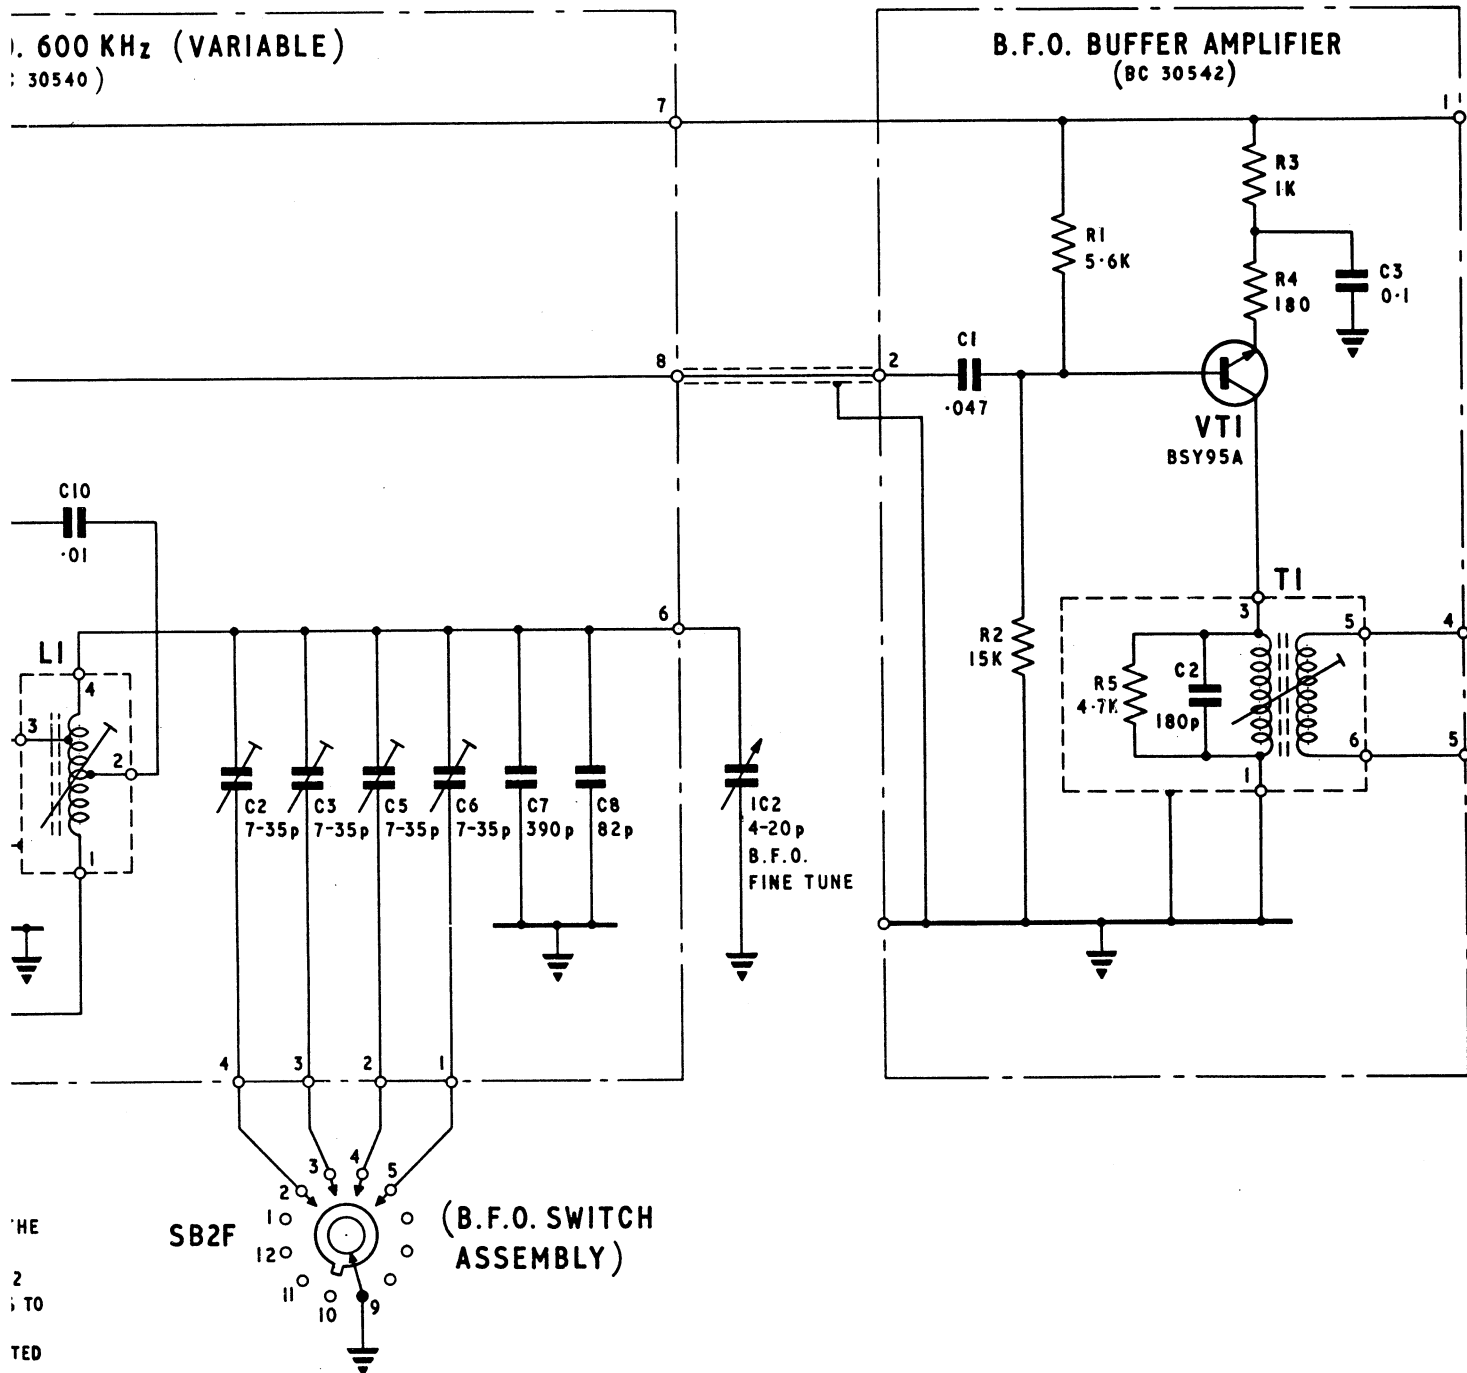 ). 600 KHz (VARIABLE)
C 30540)
B.F.O. BUFFER AMPLIFIER
(BC 30542)
7
1
R3
1K
R1
5·6K
R4
180
C3
0·1
8
2
C1
·047
VT1
BSY95A
C10
·01
T1
6
3
5
4
L1
R2
15K
C2
R5
4·7K
180p
4
3
2
1
6
5
1
C2
7-35p
C3
7-35p
C5
7-35p
C6
7-35p
C7
390p
C8
82p
1C2
4-20p
B.F.O.
FINE TUNE
4
3
2
1
3
4
2
5
1
12
11
10
9
SB2F
(B.F.O. SWITCH
ASSEMBLY)
HE
2
TO
TED